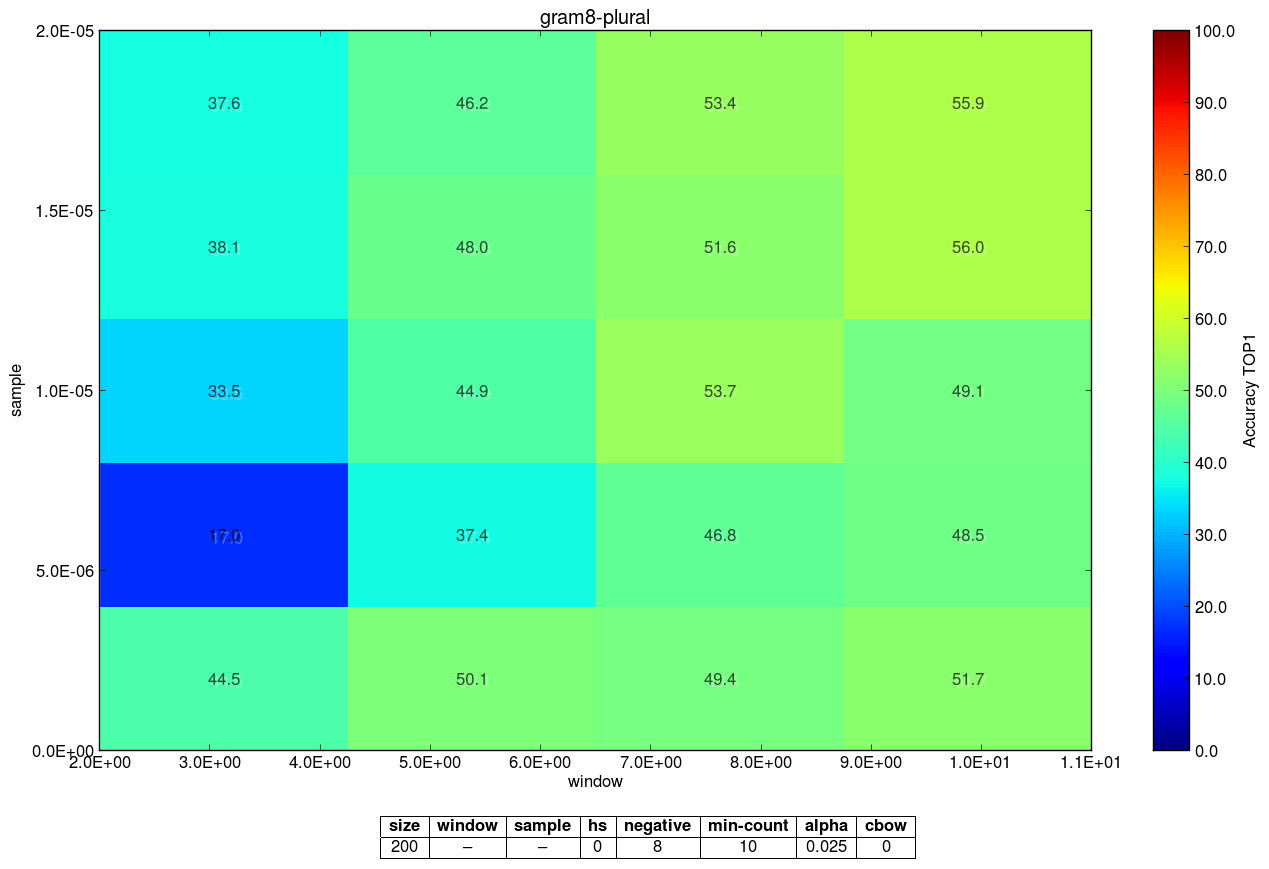 gram8-plural
2.0E-05
100.0
37.6 46.2 53.4 55.9
90.0
80.0
1.5E-05
38.1 48.0 51.6 56.0
70.0
60.0
sample
1.0E-05
33.5 44.9 53.7 49.1
50.0
Accuracy TOP1
40.0
17.0 37.4 46.8 48.5
30.0
5.0E-06
20.0
44.5 50.1 49.4 51.7
10.0
0.0E+00
0.0
2.0E+00 3.0E+00 4.0E+00 5.0E+00 6.0E+00 7.0E+00 8.0E+00 9.0E+00 1.0E+01 1.1E+01
window
size window sample hs negative min-count alpha cbow
200 – – 0 8 10 0.025 0